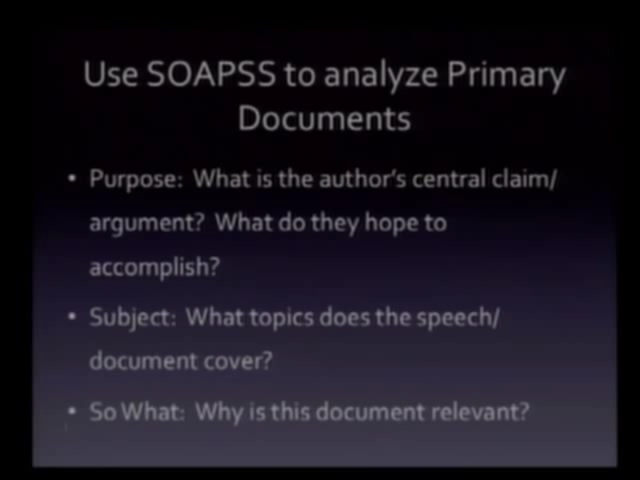 Use SOAPSS to analyze Primary
Documents
• Purpose: What is the author's central claim/
argument? What do they hope to
accomplish?
• Subject: What topics does the speech/
document cover?
• So What: Why is this document relevant?